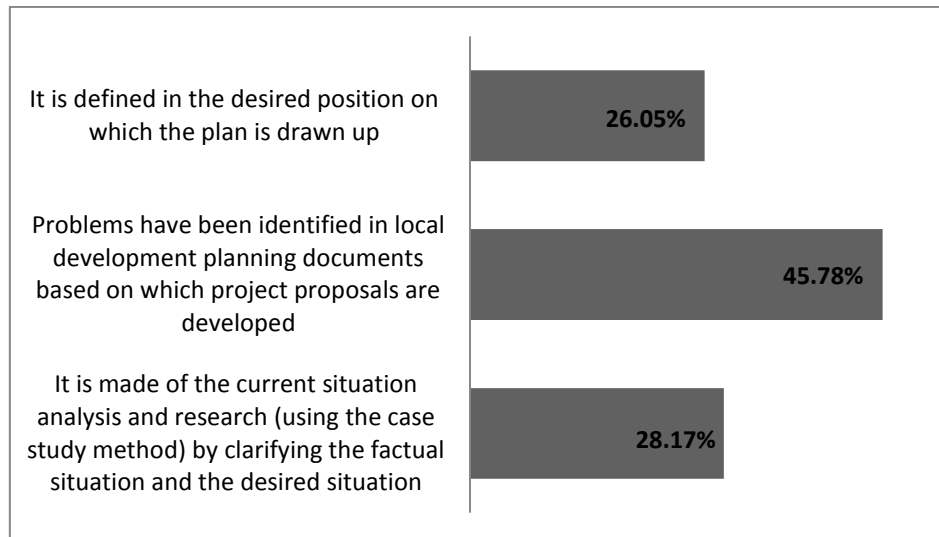 It is defined in the desired position on
which the plan is drawn up
26.05%
Problems have been identified in local
development planning documents
based on which project proposals are
developed
45.78%
It is made of the current situation
analysis and research (using the case
study method) by clarifying the factual
situation and the desired situation
28.17%